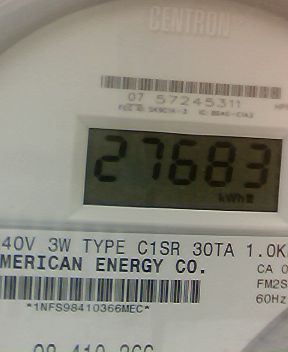 CENTRON
07 57245311
27683
kWh
40V 3W TYPE C1SR 30TA 1.0K
MERICAN ENERGY CO.
CA 0
FM2S
60Hz
*1NFS98410366MEC*